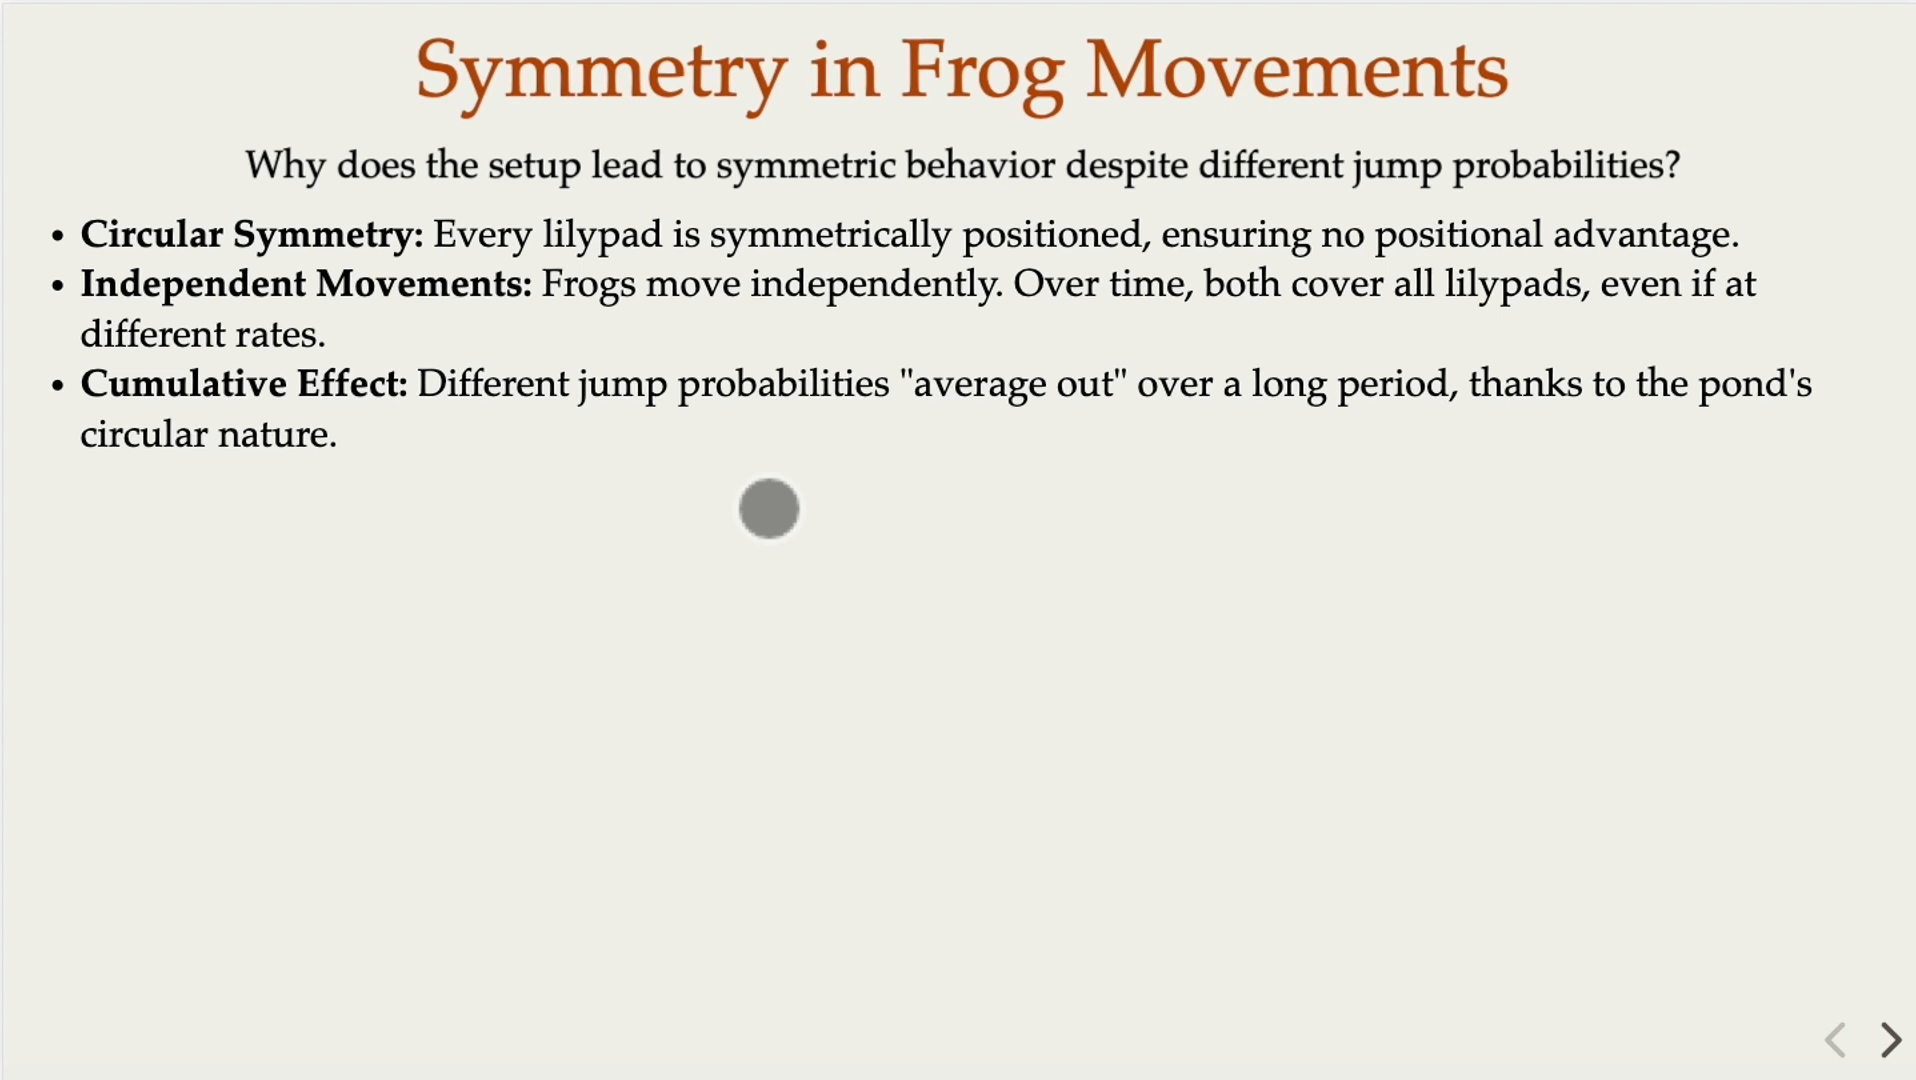 Symmetry in Frog Movements
Why does the setup lead to symmetric behavior despite different jump probabilities?
• Circular Symmetry: Every lilypad is symmetrically positioned, ensuring no positional advantage.
• Independent Movements: Frogs move independently. Over time, both cover all lilypads, even if at
different rates.
• Cumulative Effect: Different jump probabilities "average out" over a long period, thanks to the pond's
circular nature.